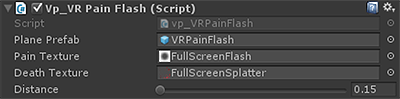 Vp_VR Pain Flash (Script)
Script vp_VRPainFlash
Plane Prefab VRPainFlash
Pain Texture FullScreenFlash
Death Texture FullScreenSplatter
Distance 0.15